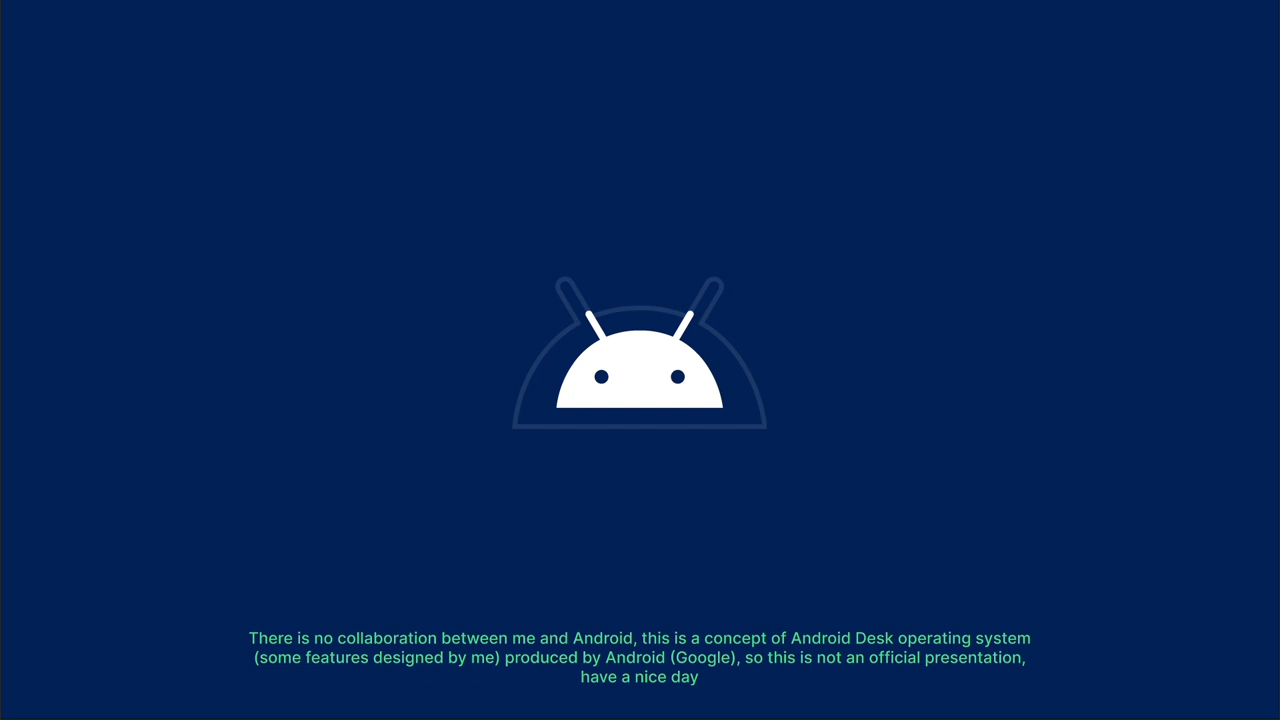 There is no collaboration between me and Android, this is a concept of Android Desk operating system
(some features designed by me) produced by Android (Google), so this is not an official presentation,
have a nice day